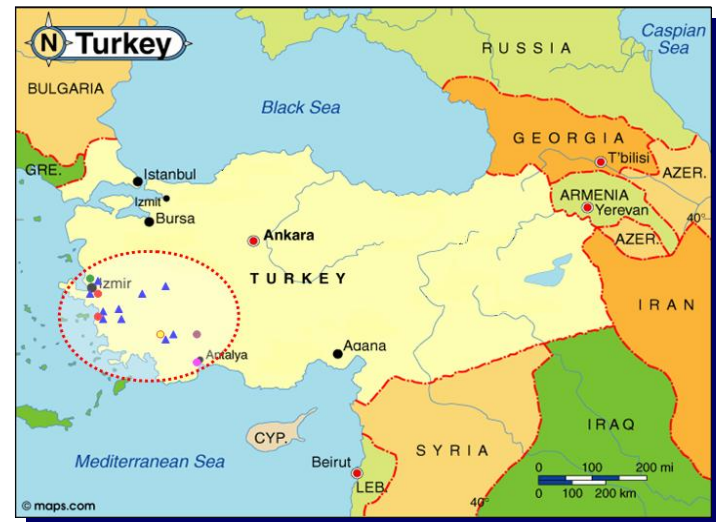 N Turkey
Caspian
Sea
RUSSIA
BULGARIA
Black Sea
GEORGIA
T'bilisi
GRE.
Istanbul
AZER.
Izmit
ARMENIA
Yerevan
Bursa
40°
Ankara
AZER.
TURKEY
Izmir
IRAN
Adana
Antalya
IRAQ
CYP.
SYRIA
Mediterranean Sea
Beirut
0 100 200 mi
LEB.
0 100 200 km
40°
© maps.com